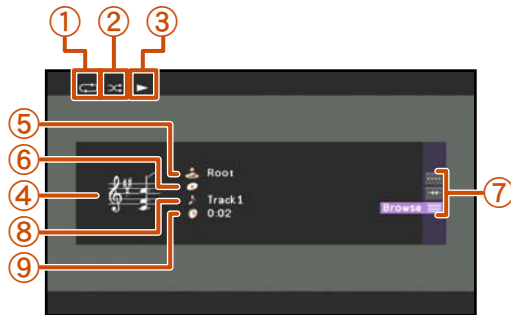 ① ② ③
⑤ Root
⑥
④
⑧ Track1
⑨ 0:02
Browse
⑦